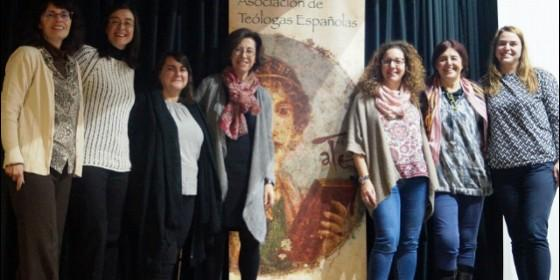 Asociación de
Teólogas Españolas
ate